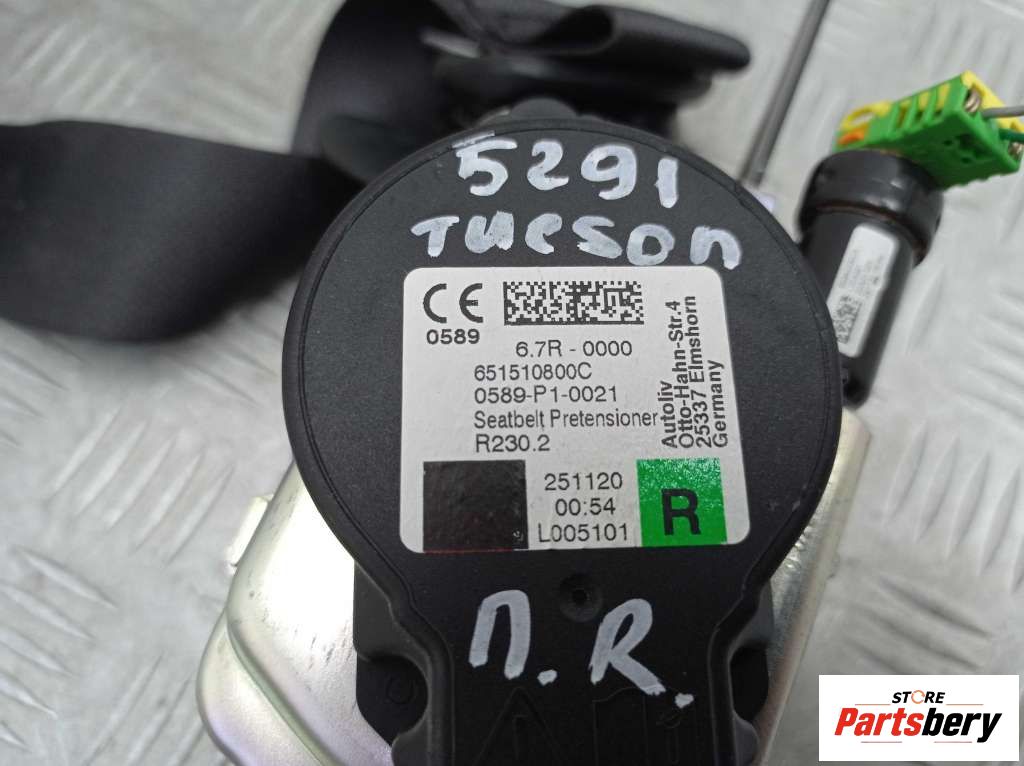 5291
Tucson
CE
0589
6.7R - 0000
651510800C
0589-P1-0021
Seatbelt Pretensioner
R230.2
Autoliv
Otto-Hahn-Str.4
25337 Elmshorn
Germany
251120
00:54
L005101
R
П.R.
STORE
Partsbery